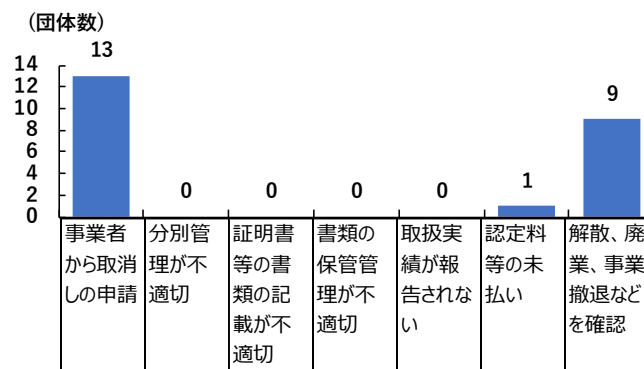 (団体数)
13
14
12
10
8
6
4
2
0
0
0
0
0
1
9
事業者
から取消
しの申請
分別管
理が不
適切
証明書
等の書
類の記
載が不
適切
書類の
保管管
理が不
適切
取扱実
績が報
告されな
い
認定料
等の未
払い
解散、廃
業、事業
撤退など
を確認